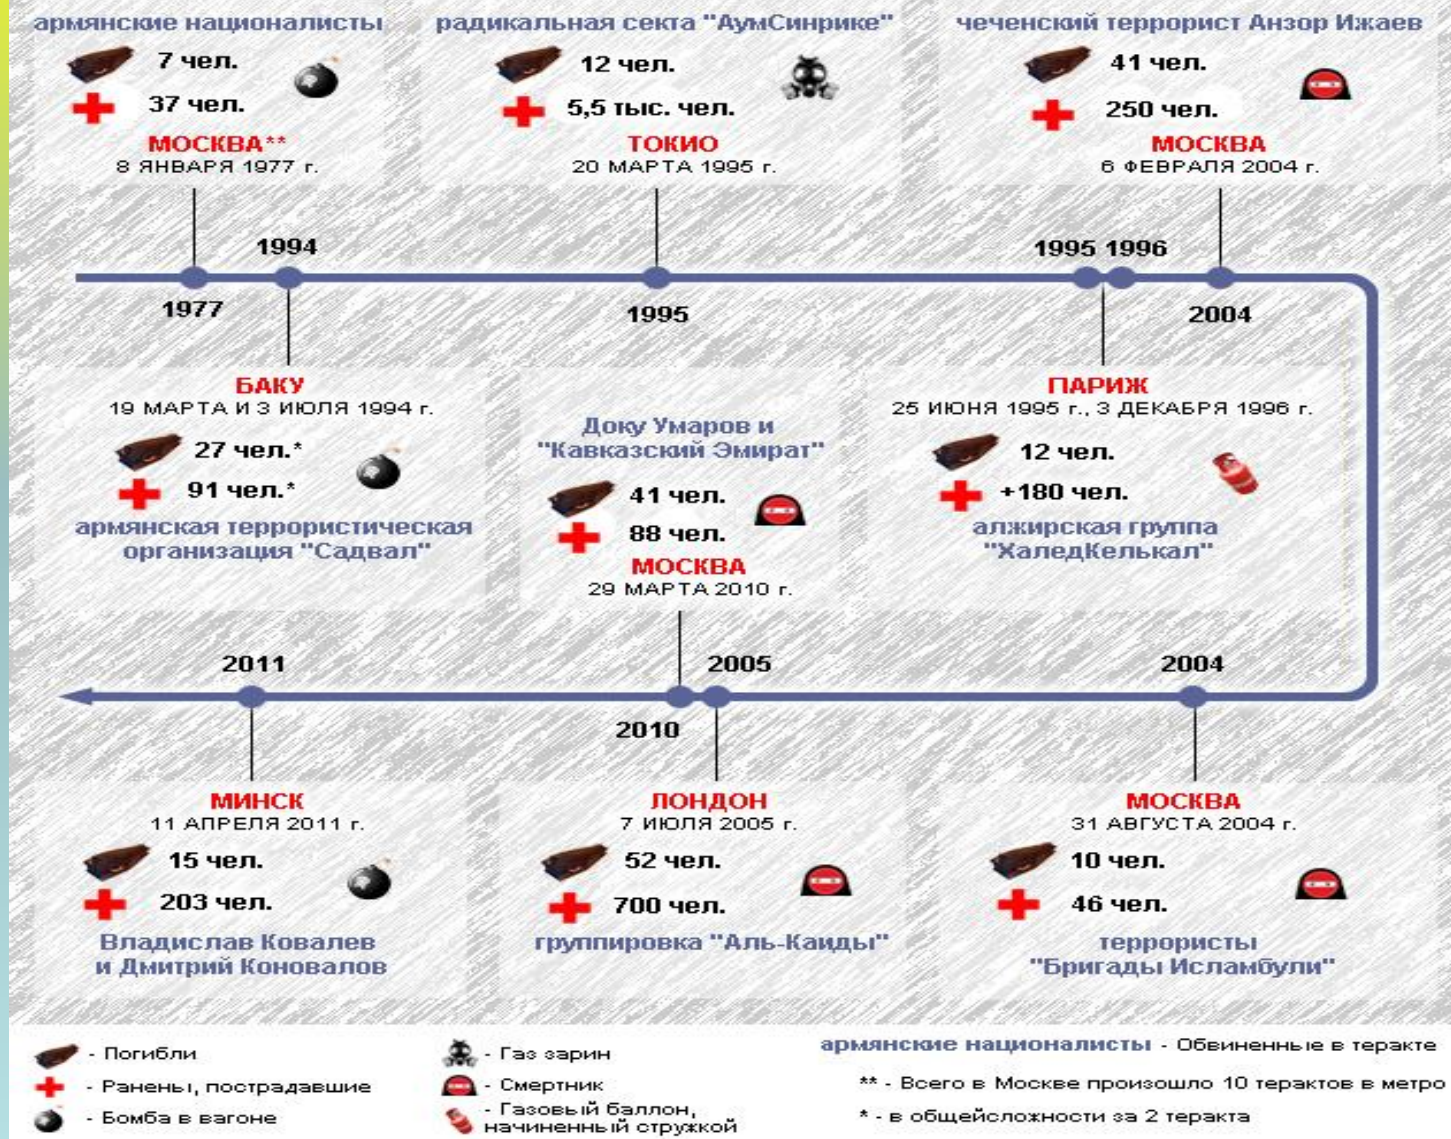 армянские националисты
7 чел.
37 чел.
МОСКВА**
8 ЯНВАРЯ 1977 г.
радикальная секта "АумСинрике"
12 чел.
5,5 тыс. чел.
ТОКИО
20 МАРТА 1995 г.
чеченский террорист Анзор Ижаев
41 чел.
250 чел.
МОСКВА
6 ФЕВРАЛЯ 2004 г.
1994
1995 1996
1977
1995
2004
БАКУ
19 МАРТА И 3 ИЮЛЯ 1994 г.
27 чел.*
91 чел.*
армянская террористическая
организация "Садвал"
Доку Умаров и
"Кавказский Эмират"
41 чел.
88 чел.
МОСКВА
29 МАРТА 2010 г.
ПАРИЖ
25 ИЮНЯ 1995 г., 3 ДЕКАБРЯ 1996 г.
12 чел.
+180 чел.
алжирская группа
"ХаледКелькал"
2011
2005
2004
2010
МИНСК
11 АПРЕЛЯ 2011 г.
15 чел.
203 чел.
Владислав Ковалев
и Дмитрий Коновалов
ЛОНДОН
7 ИЮЛЯ 2005 г.
52 чел.
700 чел.
группировка "Аль-Каиды"
МОСКВА
31 АВГУСТА 2004 г.
10 чел.
46 чел.
террористы
"Бригады Исламбули"
- Погибли
- Ранены, пострадавшие
- Бомба в вагоне
- Газ зарин
- Смертник
- Газовый баллон,
начиненный стружкой
армянские националисты - Обвиненные в теракте
** - Всего в Москве произошло 10 терактов в метро
* - в общейсложности за 2 теракта